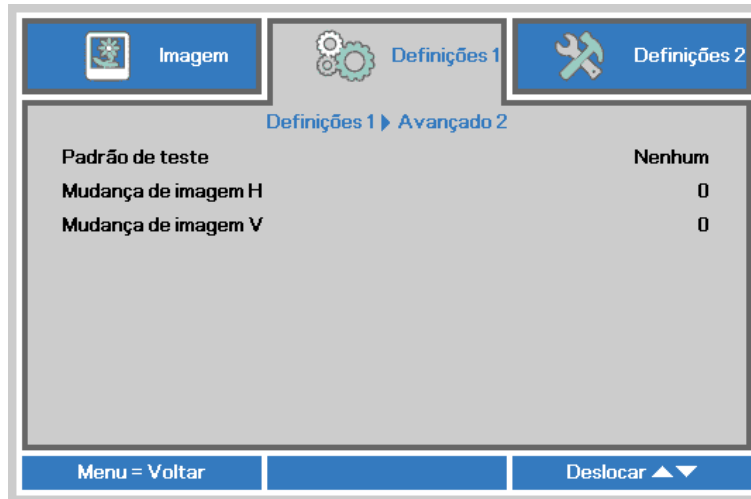 Imagem
Definições 1
Definições 2
Definições 1 ▶ Avançado 2
Padrão de teste Nenhum
Mudança de imagem H 0
Mudança de imagem V 0
Menu = Voltar
Deslocar ▲▼